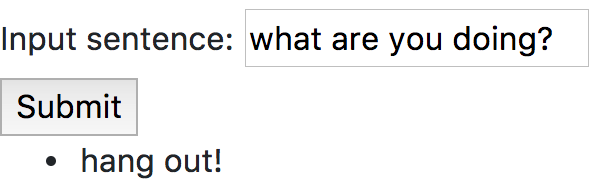 Input sentence: what are you doing?
Submit
• hang out!